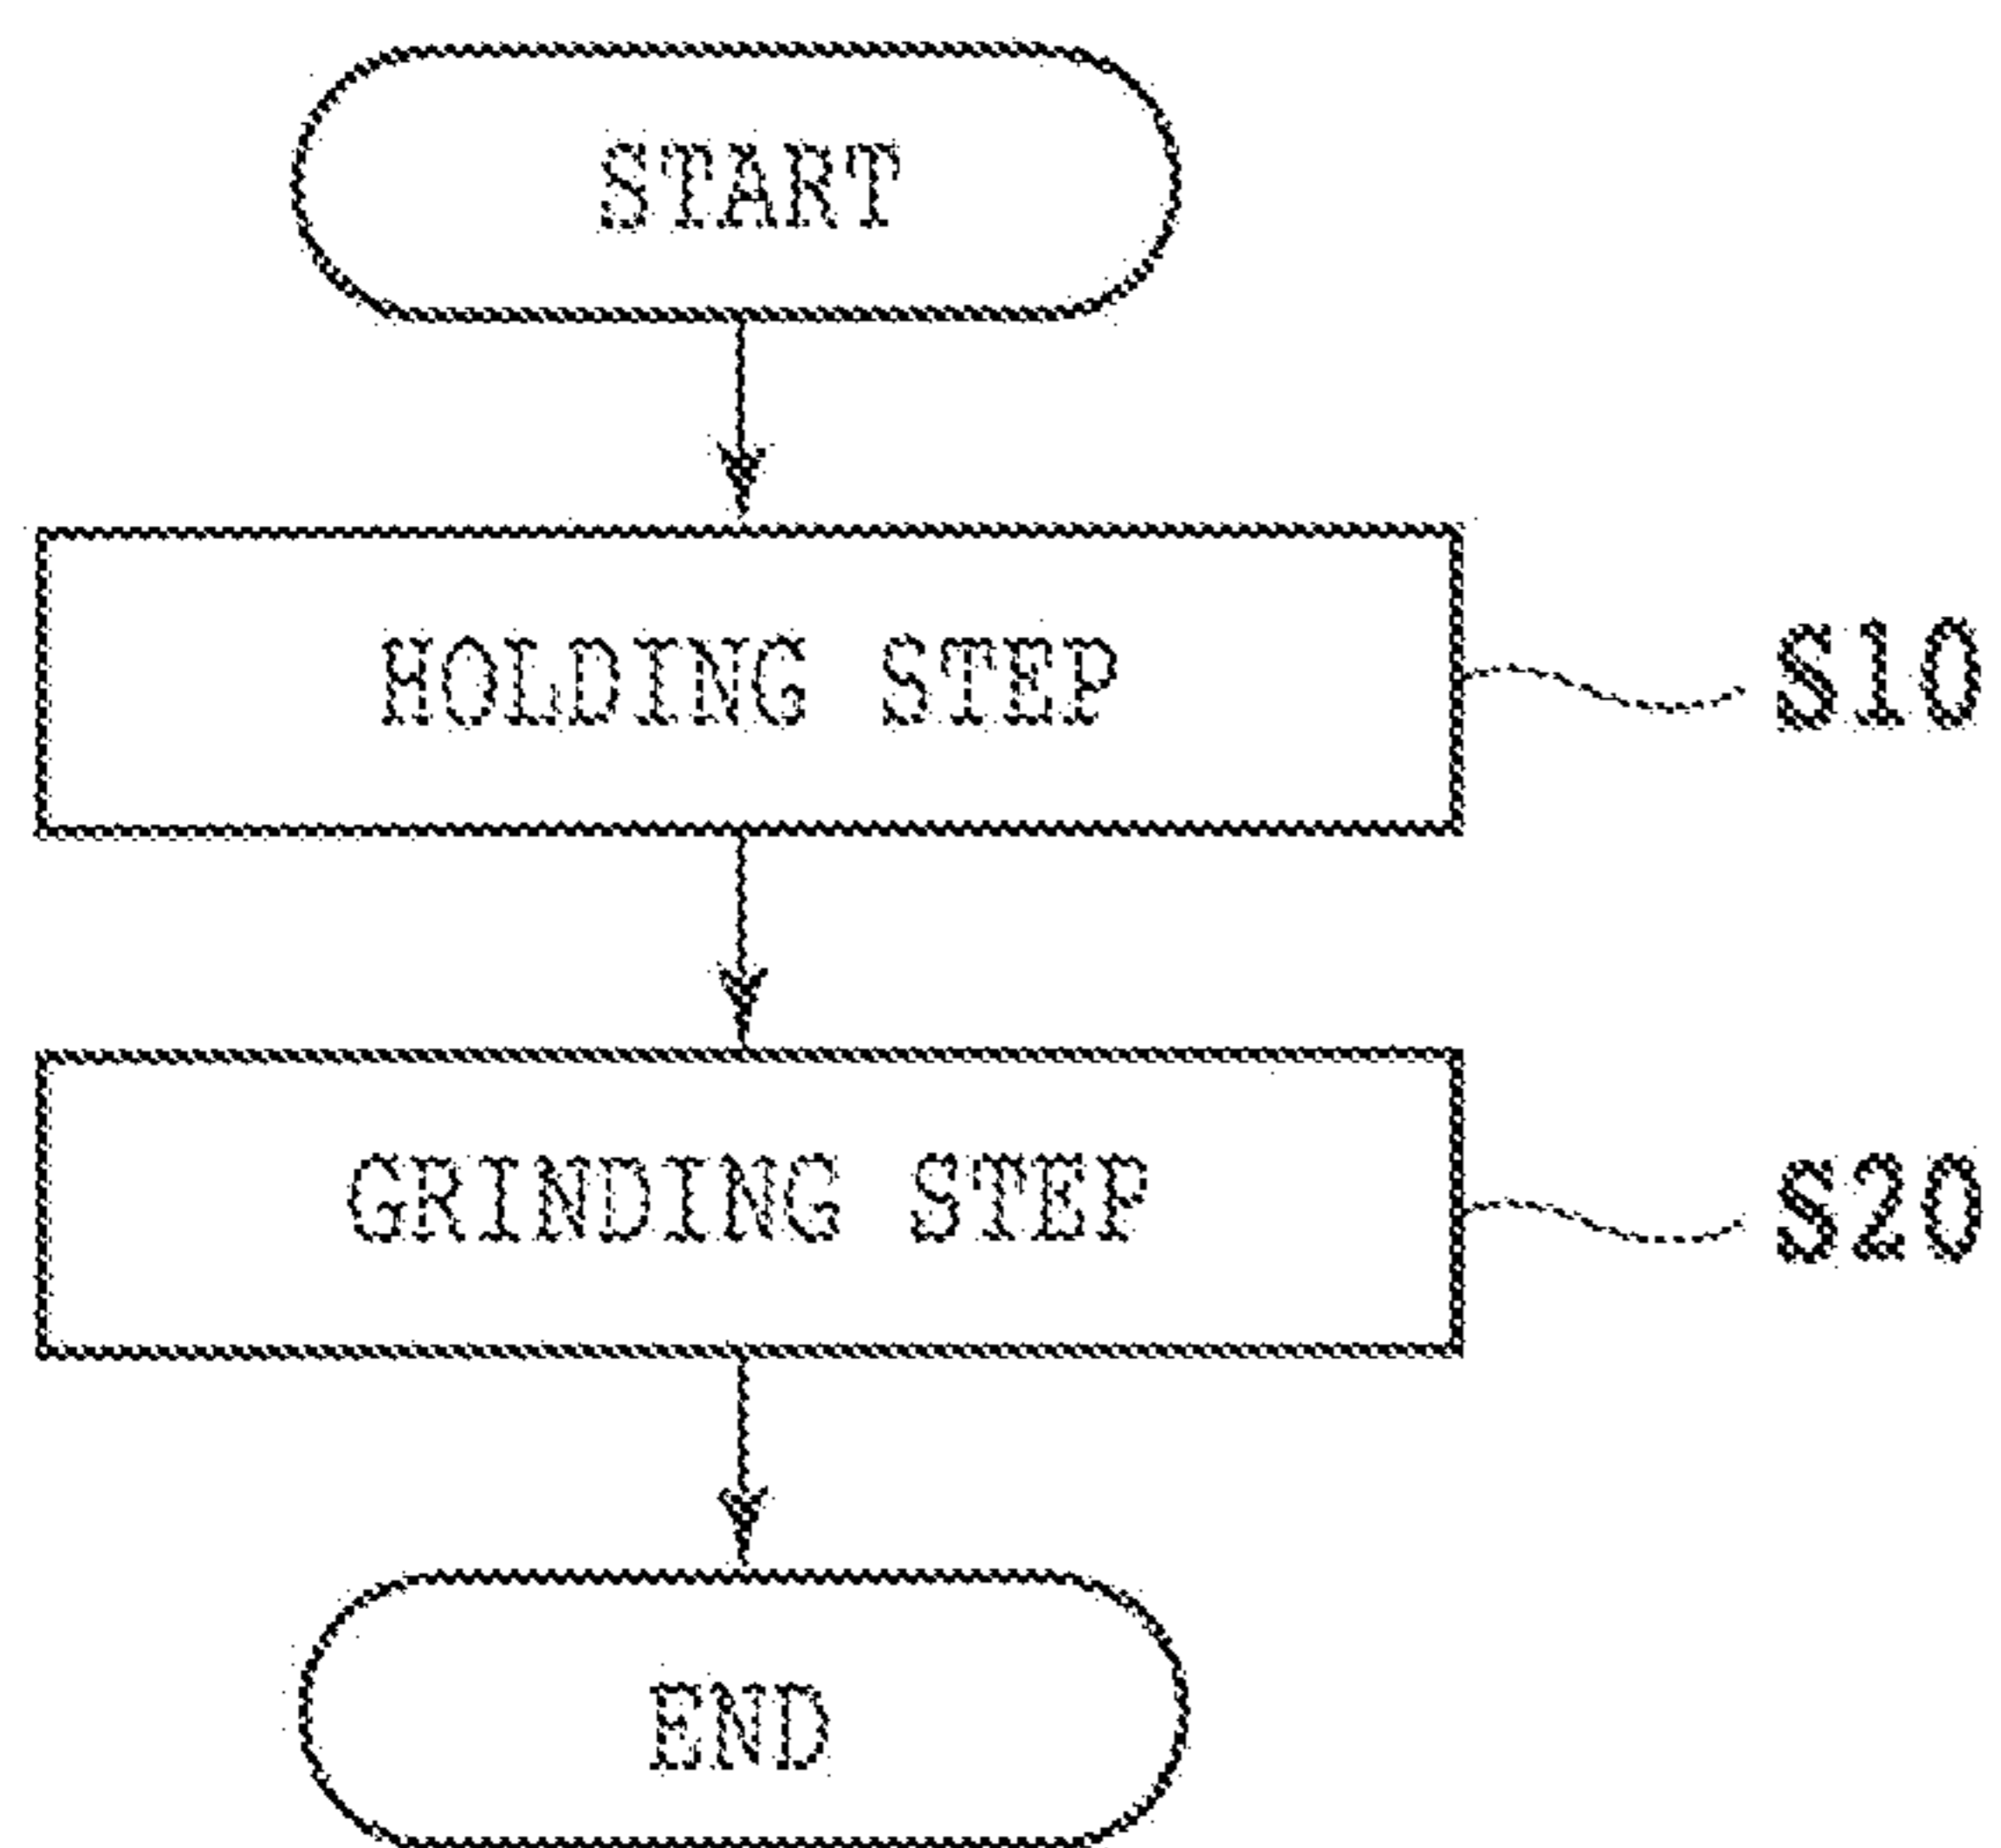 START
HOLDING STEP
S10
GRINDING STEP
S20
END